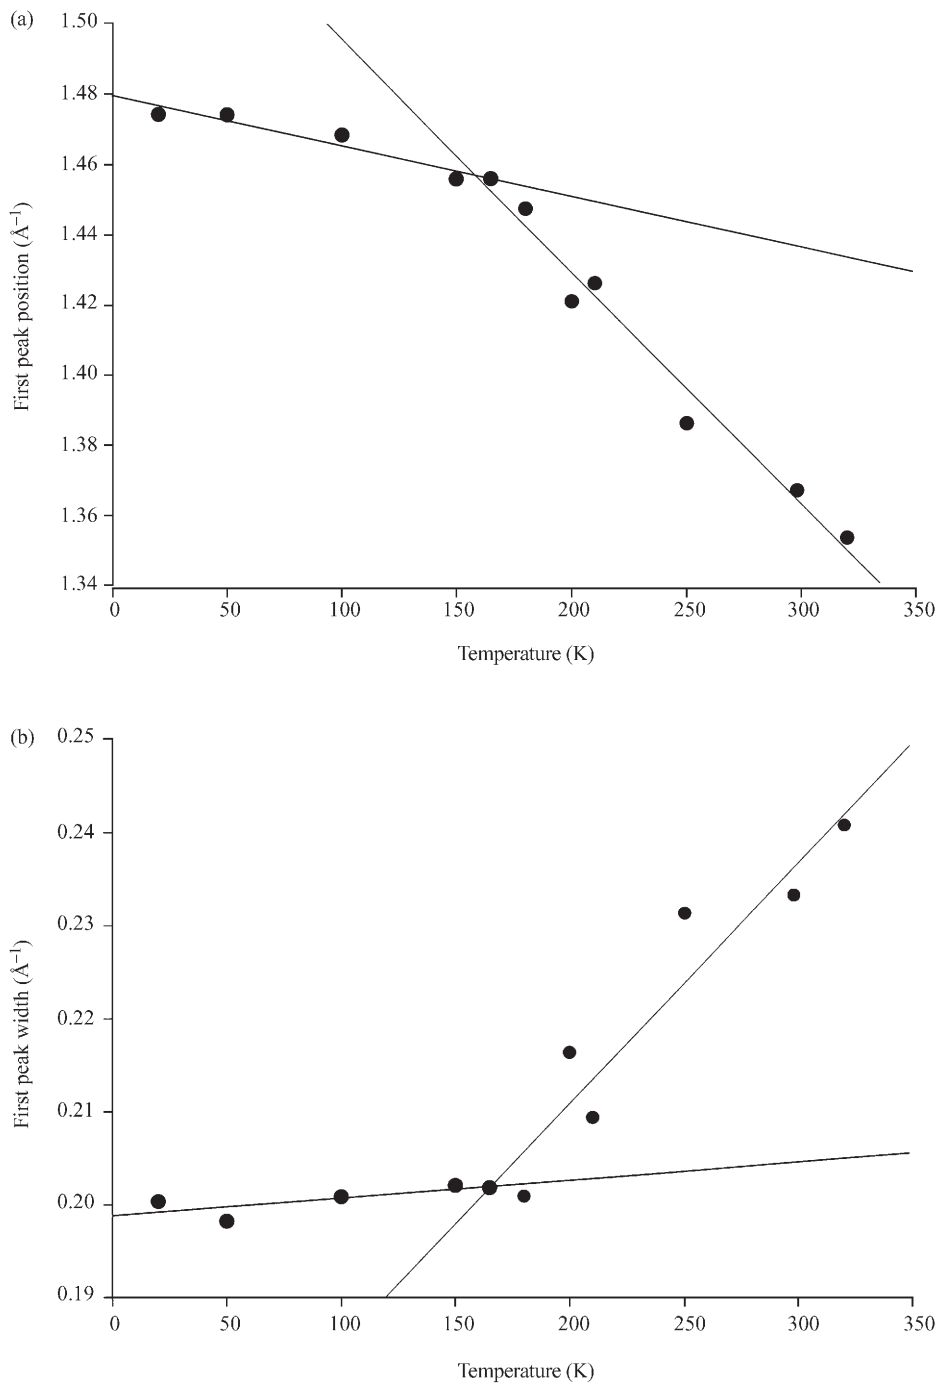 (a)
1.50
1.48
1.46
1.44
1.42
1.40
1.38
1.36
1.34
First peak position (Å⁻¹)
0 50 100 150 200 250 300 350
Temperature (K)
(b)
0.25
0.24
0.23
0.22
0.21
0.20
0.19
First peak width (Å⁻¹)
0 50 100 150 200 250 300 350
Temperature (K)